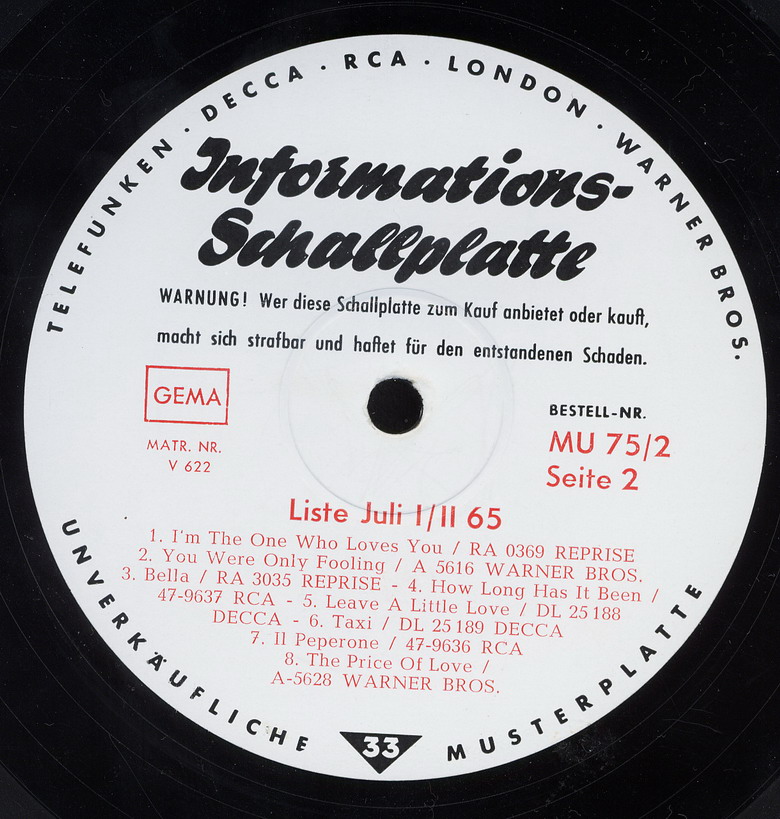 TELEFUNKEN · DECCA · RCA · LONDON · WARNER BROS.
Informations-
Schallplatte
WARNUNG! Wer diese Schallplatte zum Kauf anbietet oder kauft,
macht sich strafbar und haftet für den entstandenen Schaden.
GEMA
MATR. NR.
V 622
BESTELL-NR.
MU 75/2
Seite 2
Liste Juli I/II 65
1. I'm The One Who Loves You / RA 0369 REPRISE
2. You Were Only Fooling / A 5616 WARNER BROS.
3. Bella / RA 3035 REPRISE - 4. How Long Has It Been /
47-9637 RCA - 5. Leave A Little Love / DL 25188
DECCA - 6. Taxi / DL 25189 DECCA
7. Il Peperone / 47-9636 RCA
8. The Price Of Love /
A-5628 WARNER BROS.
UNVERKÄUFLICHE 33 MUSTERPLATTE